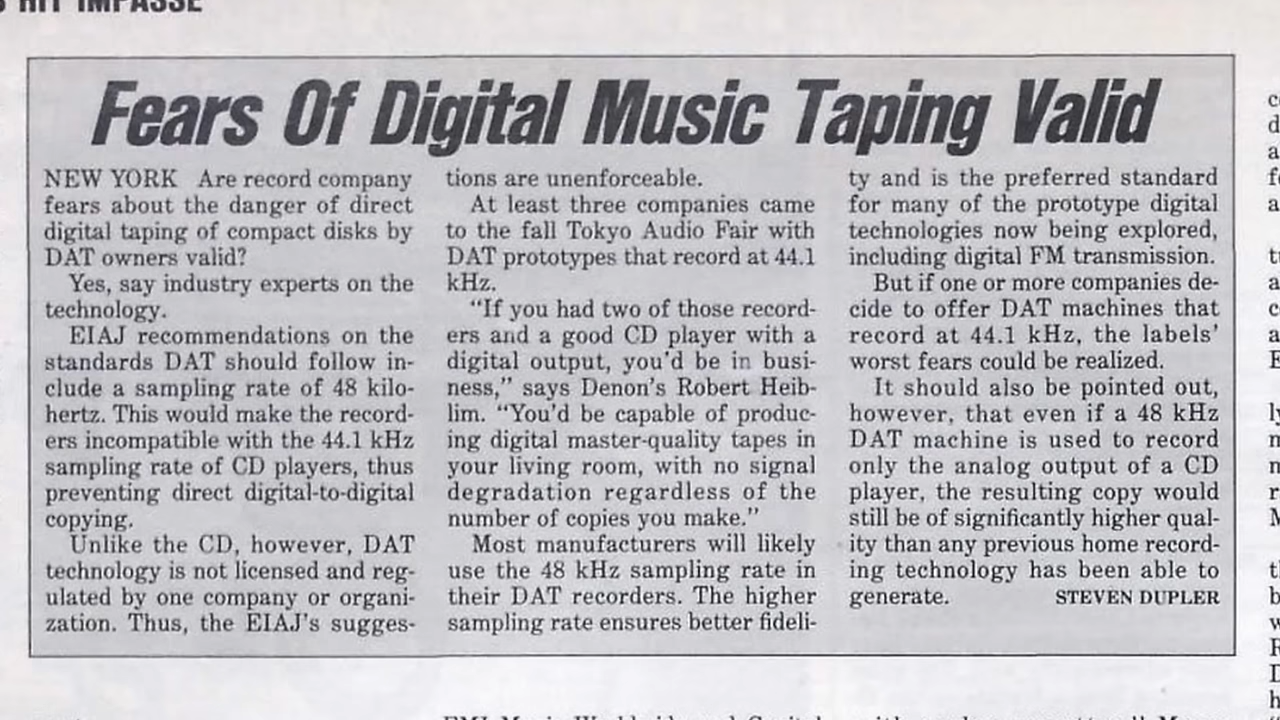 HIT IMPASSE
Fears Of Digital Music Taping Valid
NEW YORK Are record company
fears about the danger of direct
digital taping of compact disks by
DAT owners valid?
Yes, say industry experts on the
technology.
EIAJ recommendations on the
standards DAT should follow in-
clude a sampling rate of 48 kilo-
hertz. This would make the record-
ers incompatible with the 44.1 kHz
sampling rate of CD players, thus
preventing direct digital-to-digital
copying.
Unlike the CD, however, DAT
technology is not licensed and reg-
ulated by one company or organi-
zation. Thus, the EIAJ's sugges-
tions are unenforceable.
At least three companies came
to the fall Tokyo Audio Fair with
DAT prototypes that record at 44.1
kHz.
"If you had two of those record-
ers and a good CD player with a
digital output, you'd be in busi-
ness," says Denon's Robert Heib-
lim. "You'd be capable of produc-
ing digital master-quality tapes in
your living room, with no signal
degradation regardless of the
number of copies you make."
Most manufacturers will likely
use the 48 kHz sampling rate in
their DAT recorders. The higher
sampling rate ensures better fideli-
ty and is the preferred standard
for many of the prototype digital
technologies now being explored,
including digital FM transmission.
But if one or more companies de-
cide to offer DAT machines that
record at 44.1 kHz, the labels'
worst fears could be realized.
It should also be pointed out,
however, that even if a 48 kHz
DAT machine is used to record
only the analog output of a CD
player, the resulting copy would
still be of significantly higher qual-
ity than any previous home record-
ing technology has been able to
generate. STEVEN DUPLER